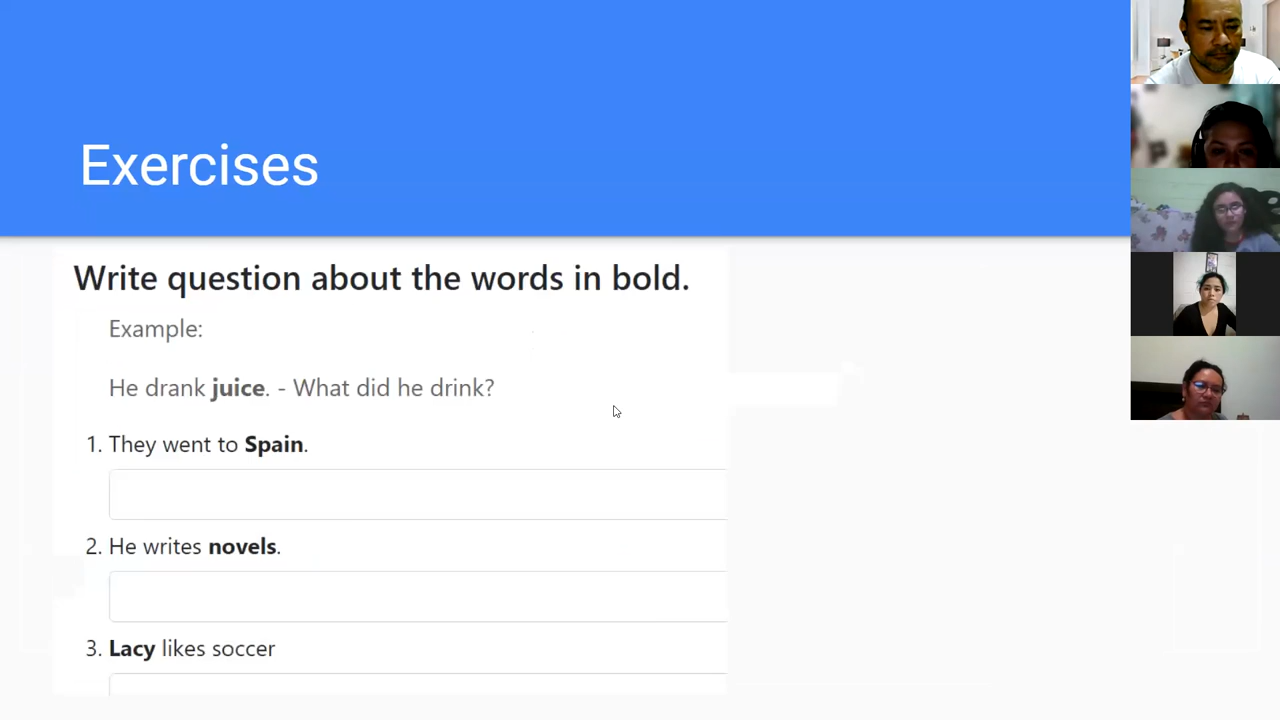 Exercises
Write question about the words in bold.
Example:
He drank juice. - What did he drink?
1. They went to Spain.
2. He writes novels.
3. Lacy likes soccer